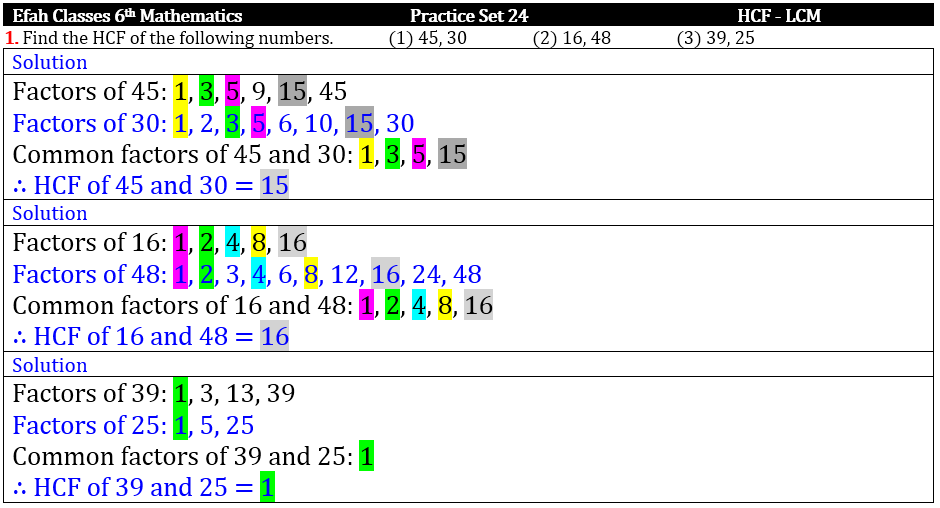 Efah Classes 6th Mathematics Practice Set 24 HCF - LCM
1. Find the HCF of the following numbers. (1) 45, 30 (2) 16, 48 (3) 39, 25
Solution
Factors of 45: 1, 3, 5, 9, 15, 45
Factors of 30: 1, 2, 3, 5, 6, 10, 15, 30
Common factors of 45 and 30: 1, 3, 5, 15
∴ HCF of 45 and 30 = 15
Solution
Factors of 16: 1, 2, 4, 8, 16
Factors of 48: 1, 2, 3, 4, 6, 8, 12, 16, 24, 48
Common factors of 16 and 48: 1, 2, 4, 8, 16
∴ HCF of 16 and 48 = 16
Solution
Factors of 39: 1, 3, 13, 39
Factors of 25: 1, 5, 25
Common factors of 39 and 25: 1
∴ HCF of 39 and 25 = 1